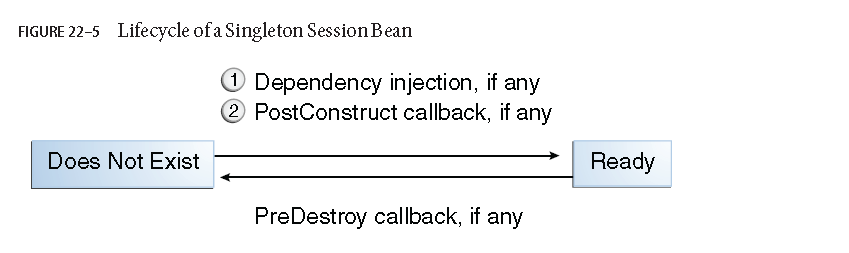 FIGURE 22–5 Lifecycle of a Singleton Session Bean
1 Dependency injection, if any
2 PostConstruct callback, if any
Does Not Exist
Ready
PreDestroy callback, if any